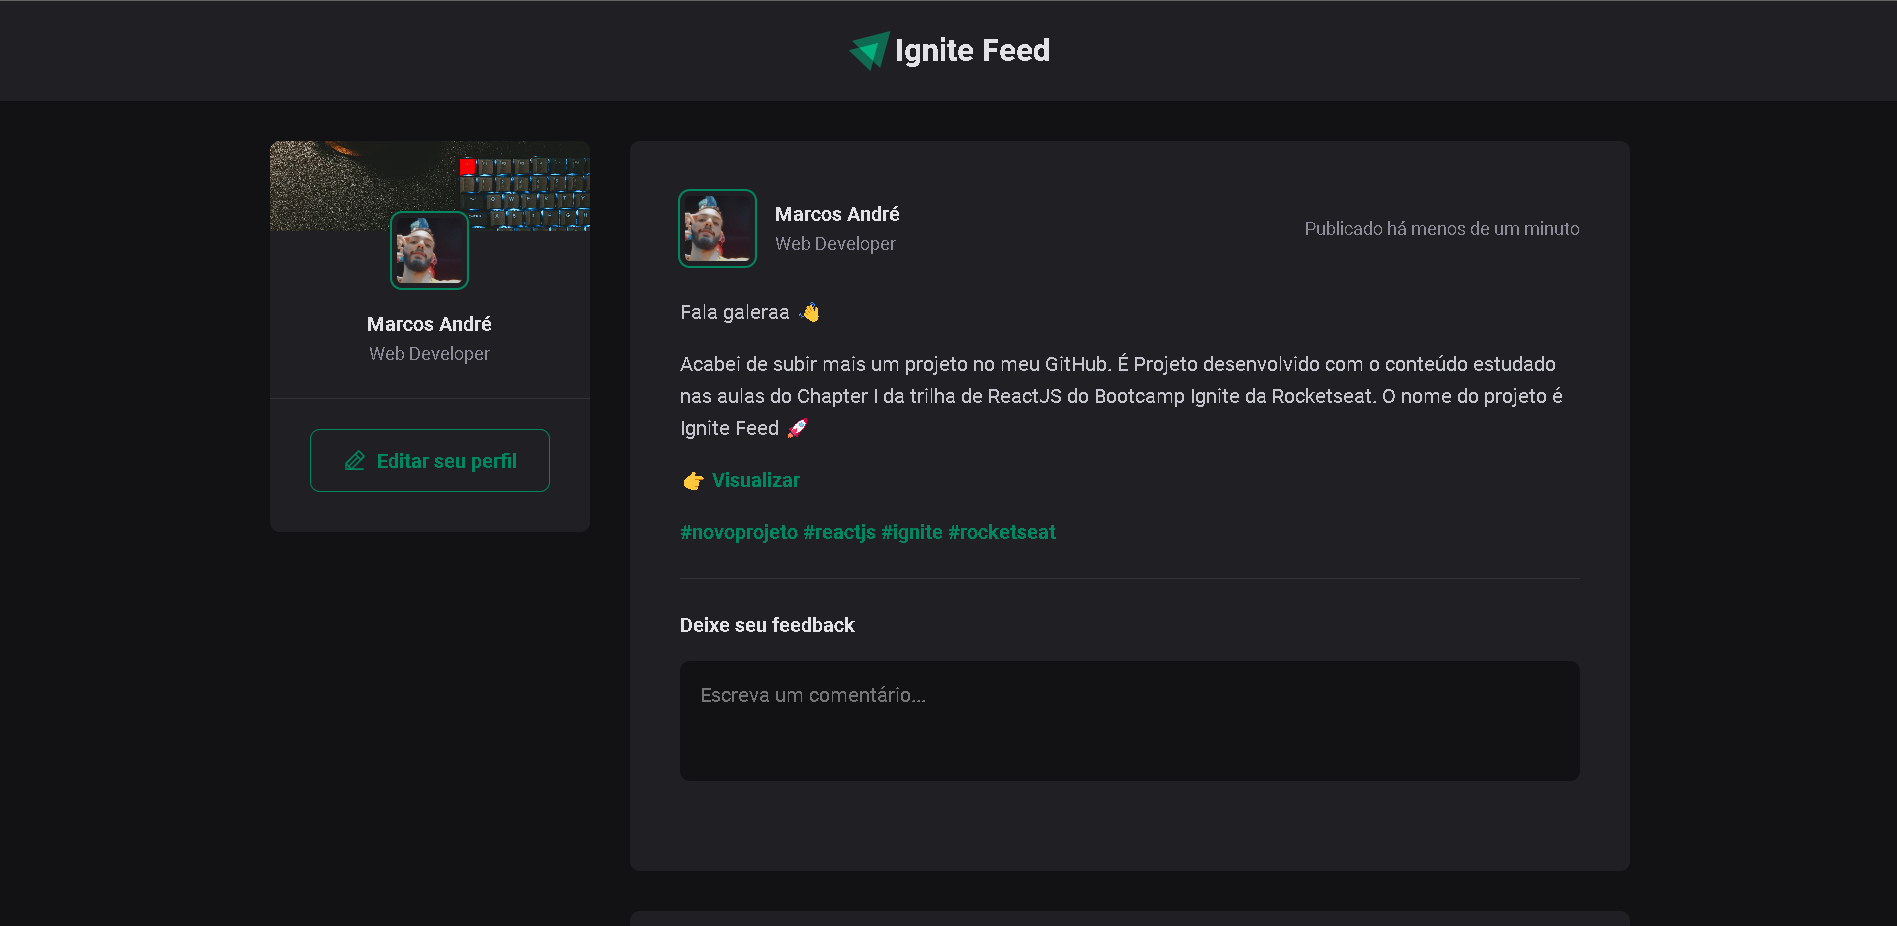 Ignite Feed
Marcos André
Web Developer
Editar seu perfil
Marcos André
Web Developer
Publicado há menos de um minuto
Fala galeraa 👋
Acabei de subir mais um projeto no meu GitHub. É Projeto desenvolvido com o conteúdo estudado
nas aulas do Chapter I da trilha de ReactJS do Bootcamp Ignite da Rocketseat. O nome do projeto é
Ignite Feed 🚀
👉 Visualizar
#novoprojeto #reactjs #ignite #rocketseat
Deixe seu feedback
Escreva um comentário...